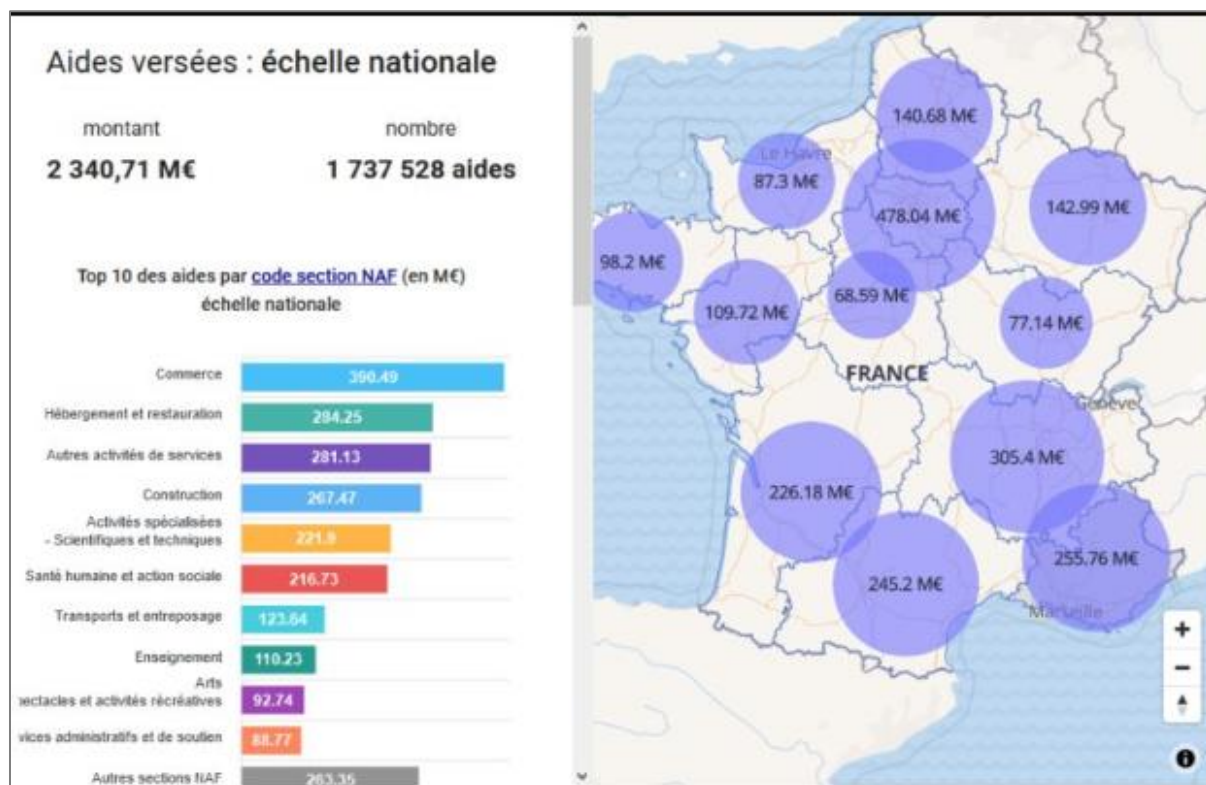 Aides versées : échelle nationale
montant
nombre
2 340,71 M€
1 737 528 aides
Top 10 des aides par code section NAF (en M€)
échelle nationale
Commerce
390.49
Hébergement et restauration
284.25
Autres activités de services
281.13
Construction
267.47
Activités spécialisées
- Scientifiques et techniques
221.9
Santé humaine et action sociale
216.73
Transports et entreposage
123.64
Enseignement
110.23
Arts
pectacles et activités récréatives
92.74
vices administratifs et de soutien
88.77
Autres sections NAF
263.35
140.68 M€
Le Havre
87.3 M€
478.04 M€
142.99 M€
98.2 M€
109.72 M€
68.59 M€
77.14 M€
FRANCE
Genève
305.4 M€
226.18 M€
255.76 M€
245.2 M€
Marseille
+
−
i